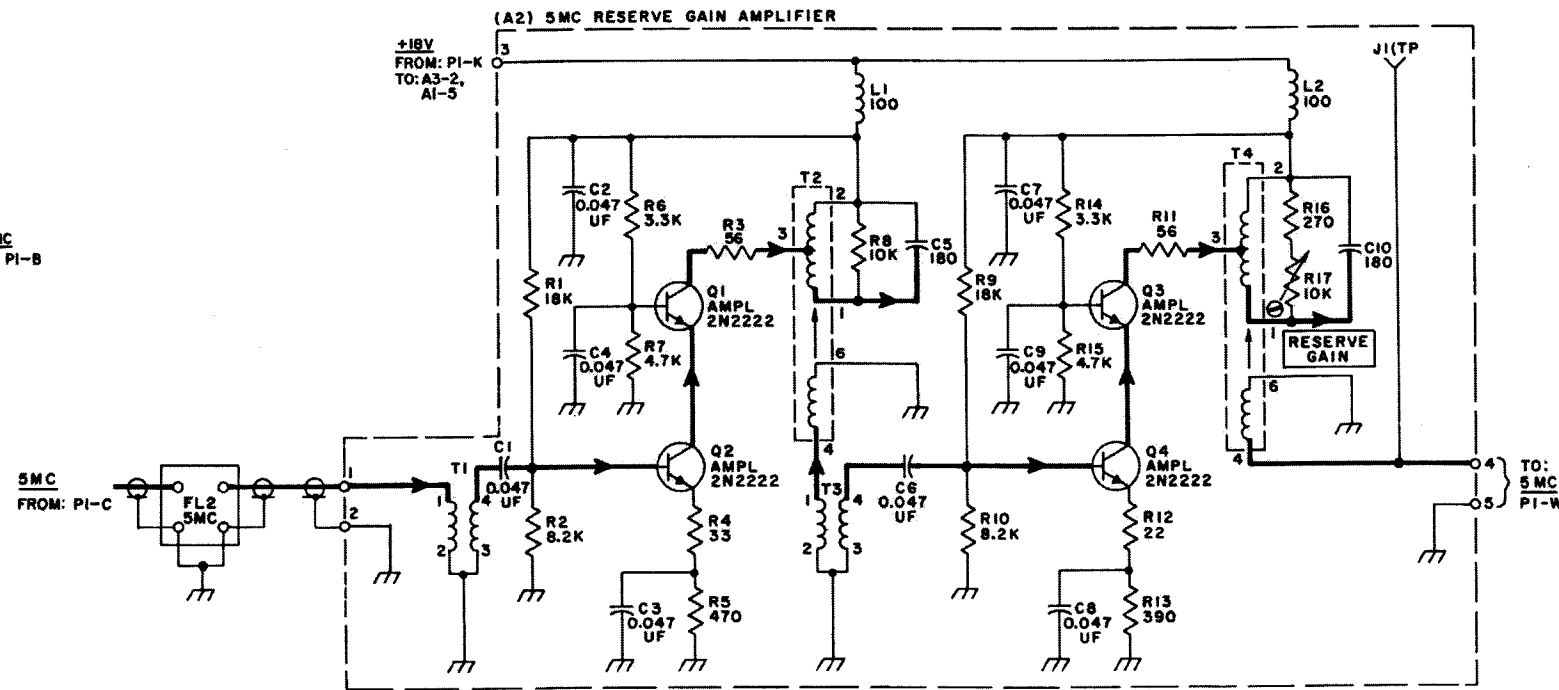 (A2) 5MC RESERVE GAIN AMPLIFIER
+18V
FROM: P1-K
TO: A3-2,
A1-5
3
J1(TP
L1
100
L2
100
C2
0.047
UF
R6
3.3K
T2
2
R3
56
3
R8
10K
C5
180
R1
18K
Q1
AMPL
2N2222
1
C4
0.047
UF
R7
4.7K
6
4
C7
0.047
UF
R14
3.3K
T4
2
R11
56
3
R16
270
C10
180
R17
10K
R9
18K
Q3
AMPL
2N2222
1
RESERVE
GAIN
C9
0.047
UF
R15
4.7K
6
4
P1-B
5MC
FROM: P1-C
FL2
5MC
1
2
T1
1
4
2
3
C1
0.047
UF
Q2
AMPL
2N2222
R2
8.2K
R4
33
C3
0.047
UF
R5
470
T3
1
4
2
3
C6
0.047
UF
R10
8.2K
Q4
AMPL
2N2222
R12
22
C8
0.047
UF
R13
390
4
5
TO:
5MC
P1-W